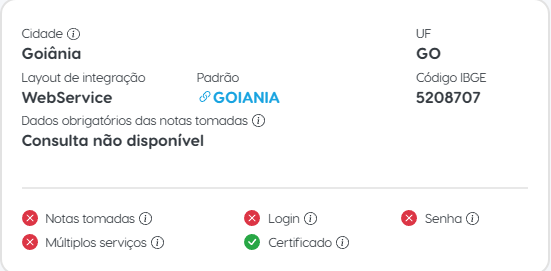 Cidade
UF
Goiânia
GO
Layout de integração
Padrão
Código IBGE
WebService
GOIANIA
5208707
Dados obrigatórios das notas tomadas
Consulta não disponível
Notas tomadas
Login
Senha
Múltiplos serviços
Certificado